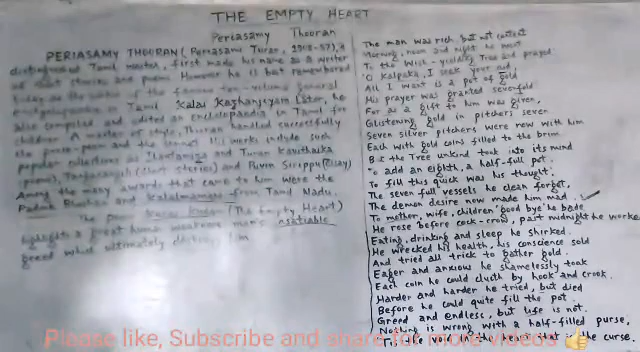 THE EMPTY HEART
Periasamy Thooran
PERIASAMY THOORAN (Periasami Turan, 1908-87), a
distinguished Tamil writer, first made his name as a writer
of short stories and poems. However he is best remembered
today as the editor of the famous ten-volume general
encyclopaedia in Tamil Kalai Kazhanjiyam Later he
also compiled and edited an encyclopaedia in Tamil for
children. A master of style, Thooran handled successfully
the prose-poem and the sonnet His works include such
popular collections as and Turan Kavithaikal
(poems), (short stories) and (Essay)
Among the many awards that came to him were the
Padma Bhushan and Kalaimamani from Tamil Nadu.
The poem (The Empty Heart)
highlights a great human weakness man's insatiable
greed what ultimately destroys him
The man was rich but not content
Morning, noon and night he went
To the Wish-yielding Tree and prayed:
'O Kalpaka, I seek your aid,
All I want is a pot of gold
His prayer was granted sevenfold
For as a gift to him was given,
Glistening gold in pitchers seven
Seven silver pitchers were now with him
Each with gold coins filled to the brim
But the Tree unkind took into its mind
To add an eighth, a half-full pot.
To fill this quick was his thought;
The seven full vessels he clean forgot,
The demon desire now made him mad.
To mother, wife, children 'good bye' he bade
He rose before cock-crow, past midnight he worked
Eating, drinking and sleep he shirked.
He wrecked his health, his conscience sold
And tried all trick to gather gold.
Eager and anxious he shamelessly took
Each coin he could clutch by hook and crook.
Harder and harder he tried, but died
Before he could quite fill the pot.
Greed and endless, but life is not.
Nothing is wrong with a half-filled purse,
To the void in the heart that is the curse.
Please like, Subscribe and share for more videos 👍